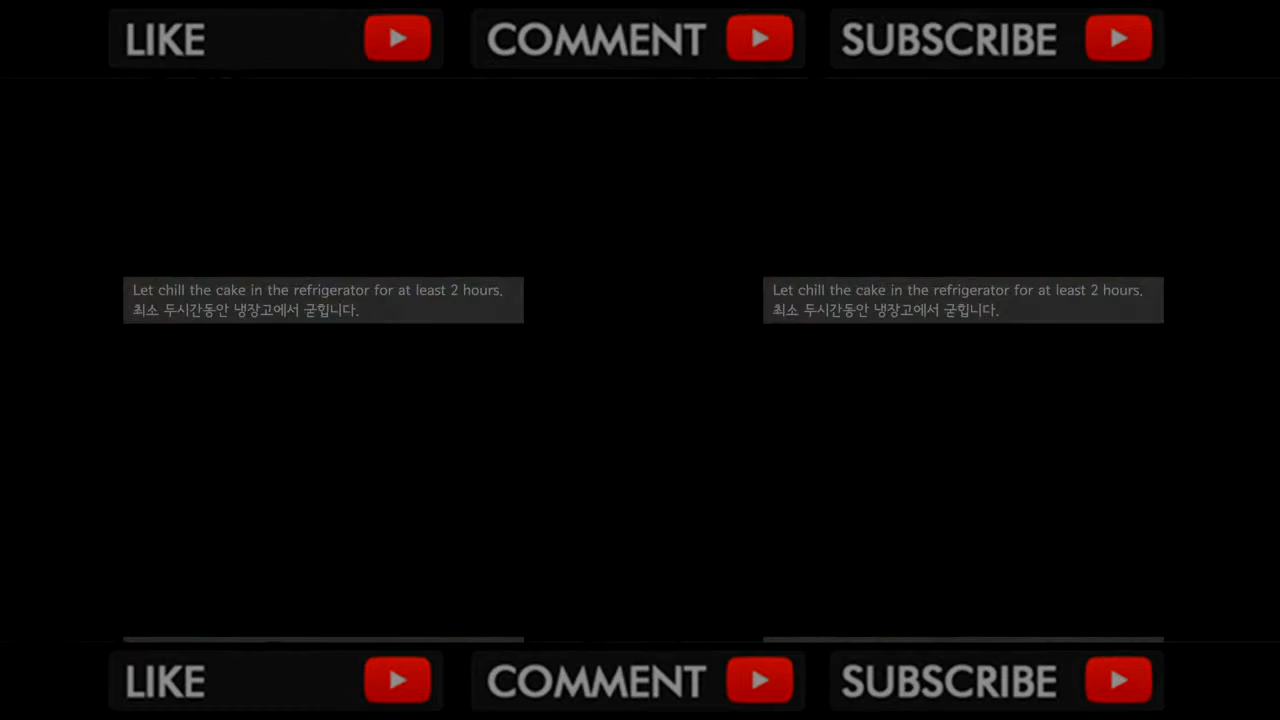 LIKE COMMENT SUBSCRIBE
Let chill the cake in the refrigerator for at least 2 hours.
최소 두시간동안 냉장고에서 굳힙니다.
Let chill the cake in the refrigerator for at least 2 hours.
최소 두시간동안 냉장고에서 굳힙니다.
LIKE COMMENT SUBSCRIBE